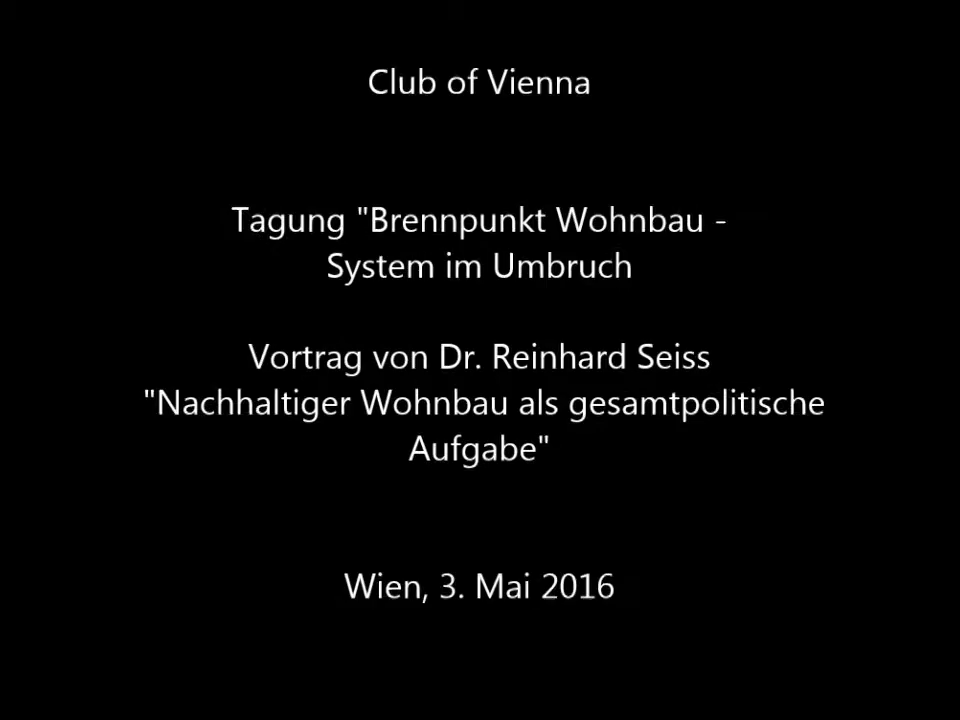 Club of Vienna
Tagung "Brennpunkt Wohnbau -
System im Umbruch
Vortrag von Dr. Reinhard Seiss
"Nachhaltiger Wohnbau als gesamtpolitische
Aufgabe"
Wien, 3. Mai 2016